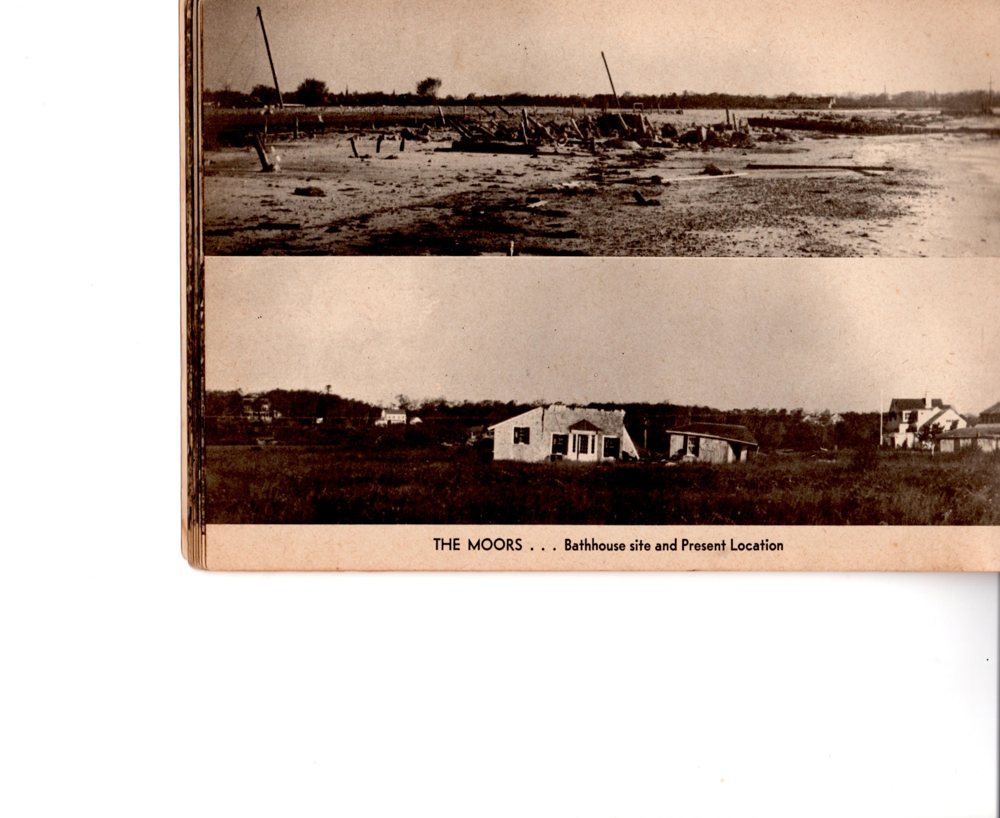 THE MOORS . . . Bathhouse site and Present Location